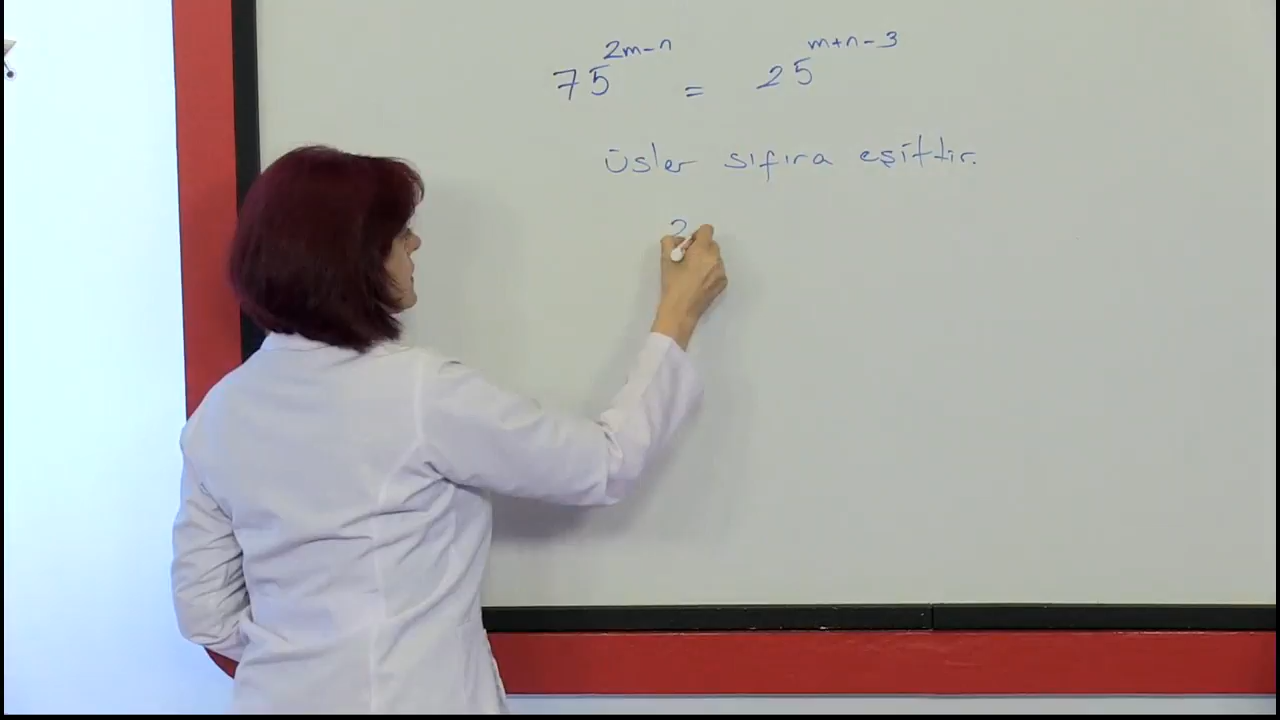 75^{2m-n} = 25^{m+n-3}
üsler sıfıra eşittir.
2